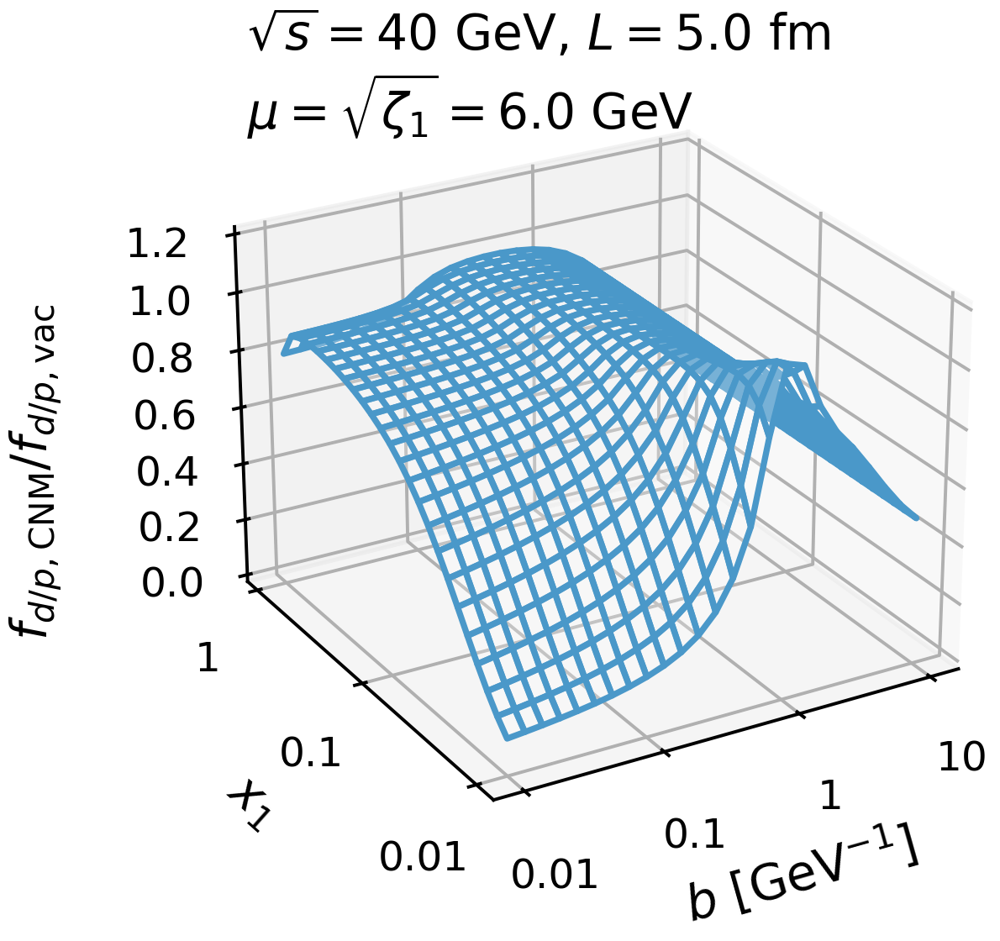 √s = 40 GeV, L = 5.0 fm
μ = √ζ₁ = 6.0 GeV
f_{d/p, CNM}/f_{d/p, vac}
1.2
1.0
0.8
0.6
0.4
0.2
0.0
1
0.1
0.01
x₁
0.01
0.1
1
10
b [GeV⁻¹]